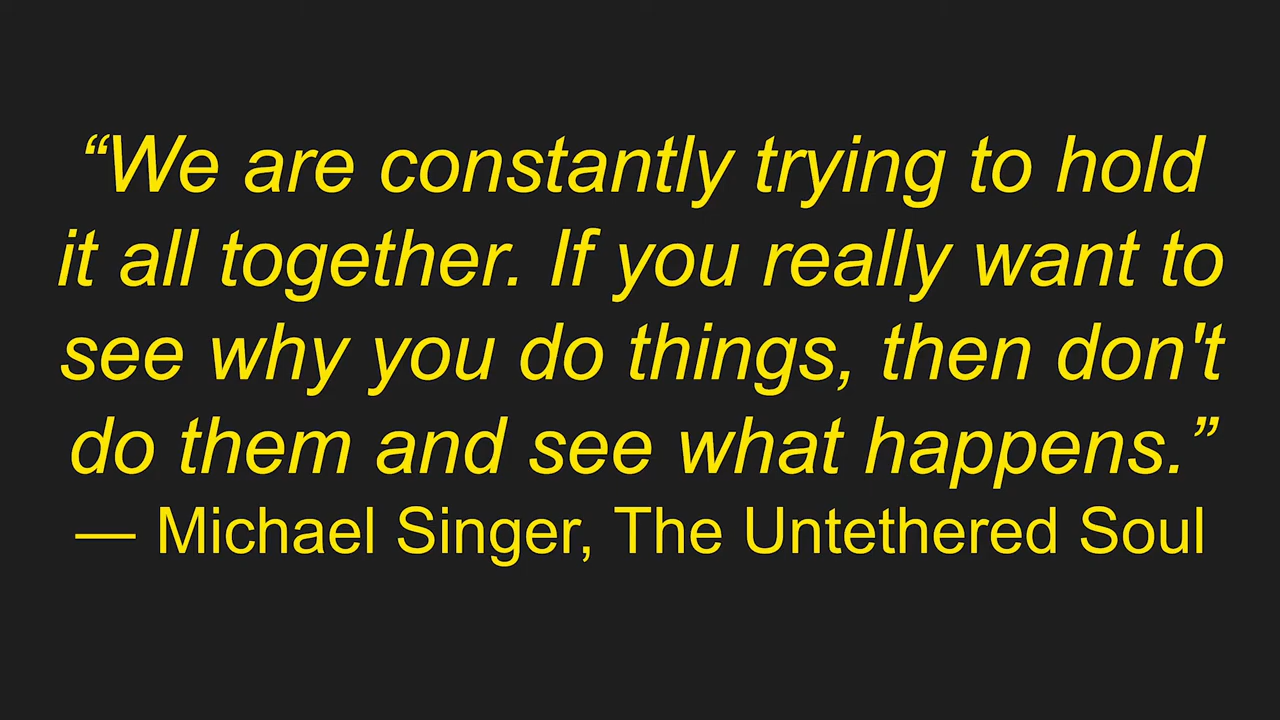 “We are constantly trying to hold
it all together. If you really want to
see why you do things, then don't
do them and see what happens.”
— Michael Singer, The Untethered Soul